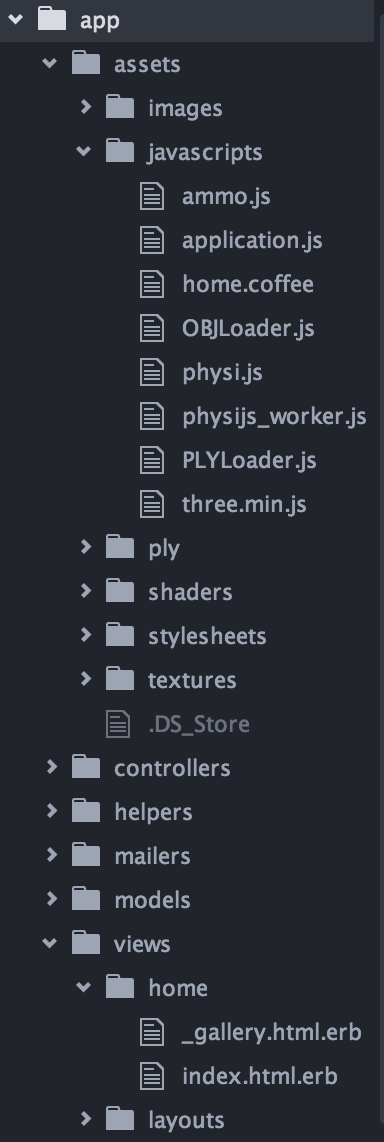 app
assets
images
javascripts
ammo.js
application.js
home.coffee
OBJLoader.js
physi.js
physijs_worker.js
PLYLoader.js
three.min.js
ply
shaders
stylesheets
textures
.DS_Store
controllers
helpers
mailers
models
views
home
_gallery.html.erb
index.html.erb
layouts